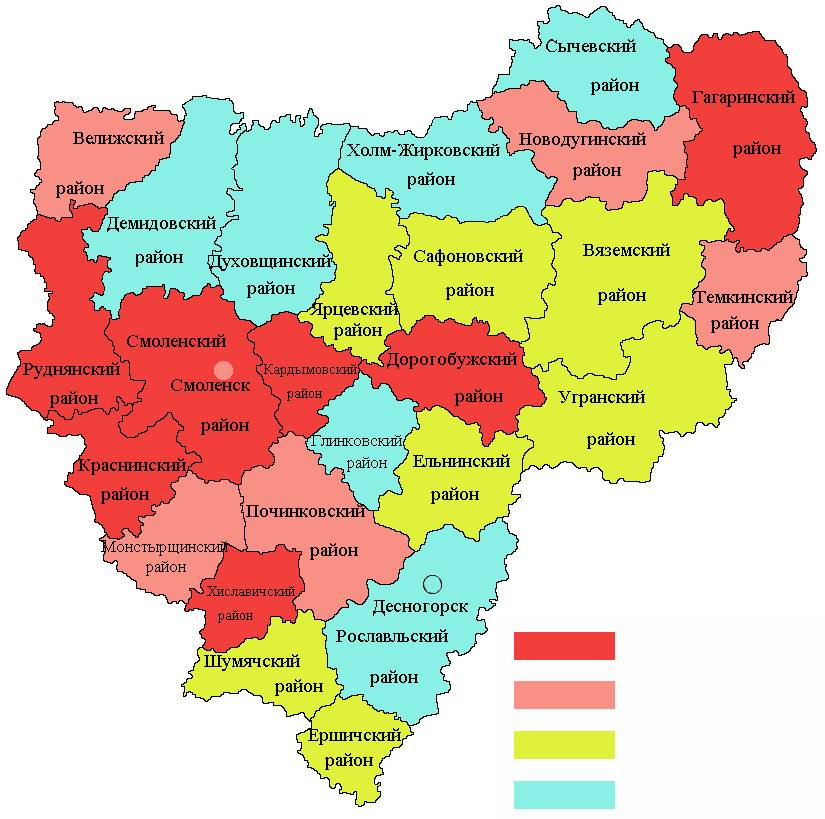 Сычевский
район
Гагаринский
район
Велижский
район
Новодугинский
район
Холм-Жирковский
район
Демидовский
район
Духовщинский
район
Сафоновский
район
Вяземский
район
Темкинский
район
Ярцевский
район
Смоленский
Смоленск
район
Руднянский
район
Кардымовский
район
Дорогобужский
район
Угранский
район
Глинковский
район
Ельнинский
район
Краснинский
район
Починковский
район
Монстырщинский
район
Хиславичский
район
Десногорск
Рославльский
район
Шумячский
район
Ершичский
район